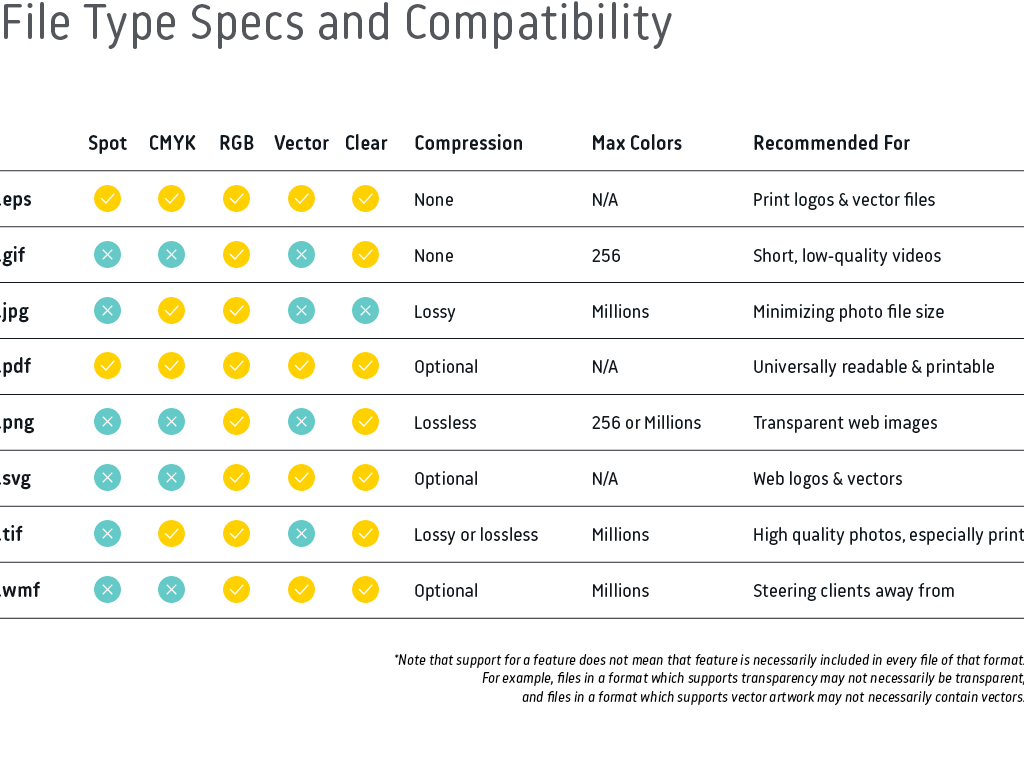 File Type Specs and Compatibility
Spot CMYK RGB Vector Clear Compression Max Colors Recommended For
.eps None N/A Print logos & vector files
.gif None 256 Short, low-quality videos
.jpg Lossy Millions Minimizing photo file size
.pdf Optional N/A Universally readable & printable
.png Lossless 256 or Millions Transparent web images
.svg Optional N/A Web logos & vectors
.tif Lossy or lossless Millions High quality photos, especially print
.wmf Optional Millions Steering clients away from
*Note that support for a feature does not mean that feature is necessarily included in every file of that format.
For example, files in a format which supports transparency may not necessarily be transparent,
and files in a format which supports vector artwork may not necessarily contain vectors.